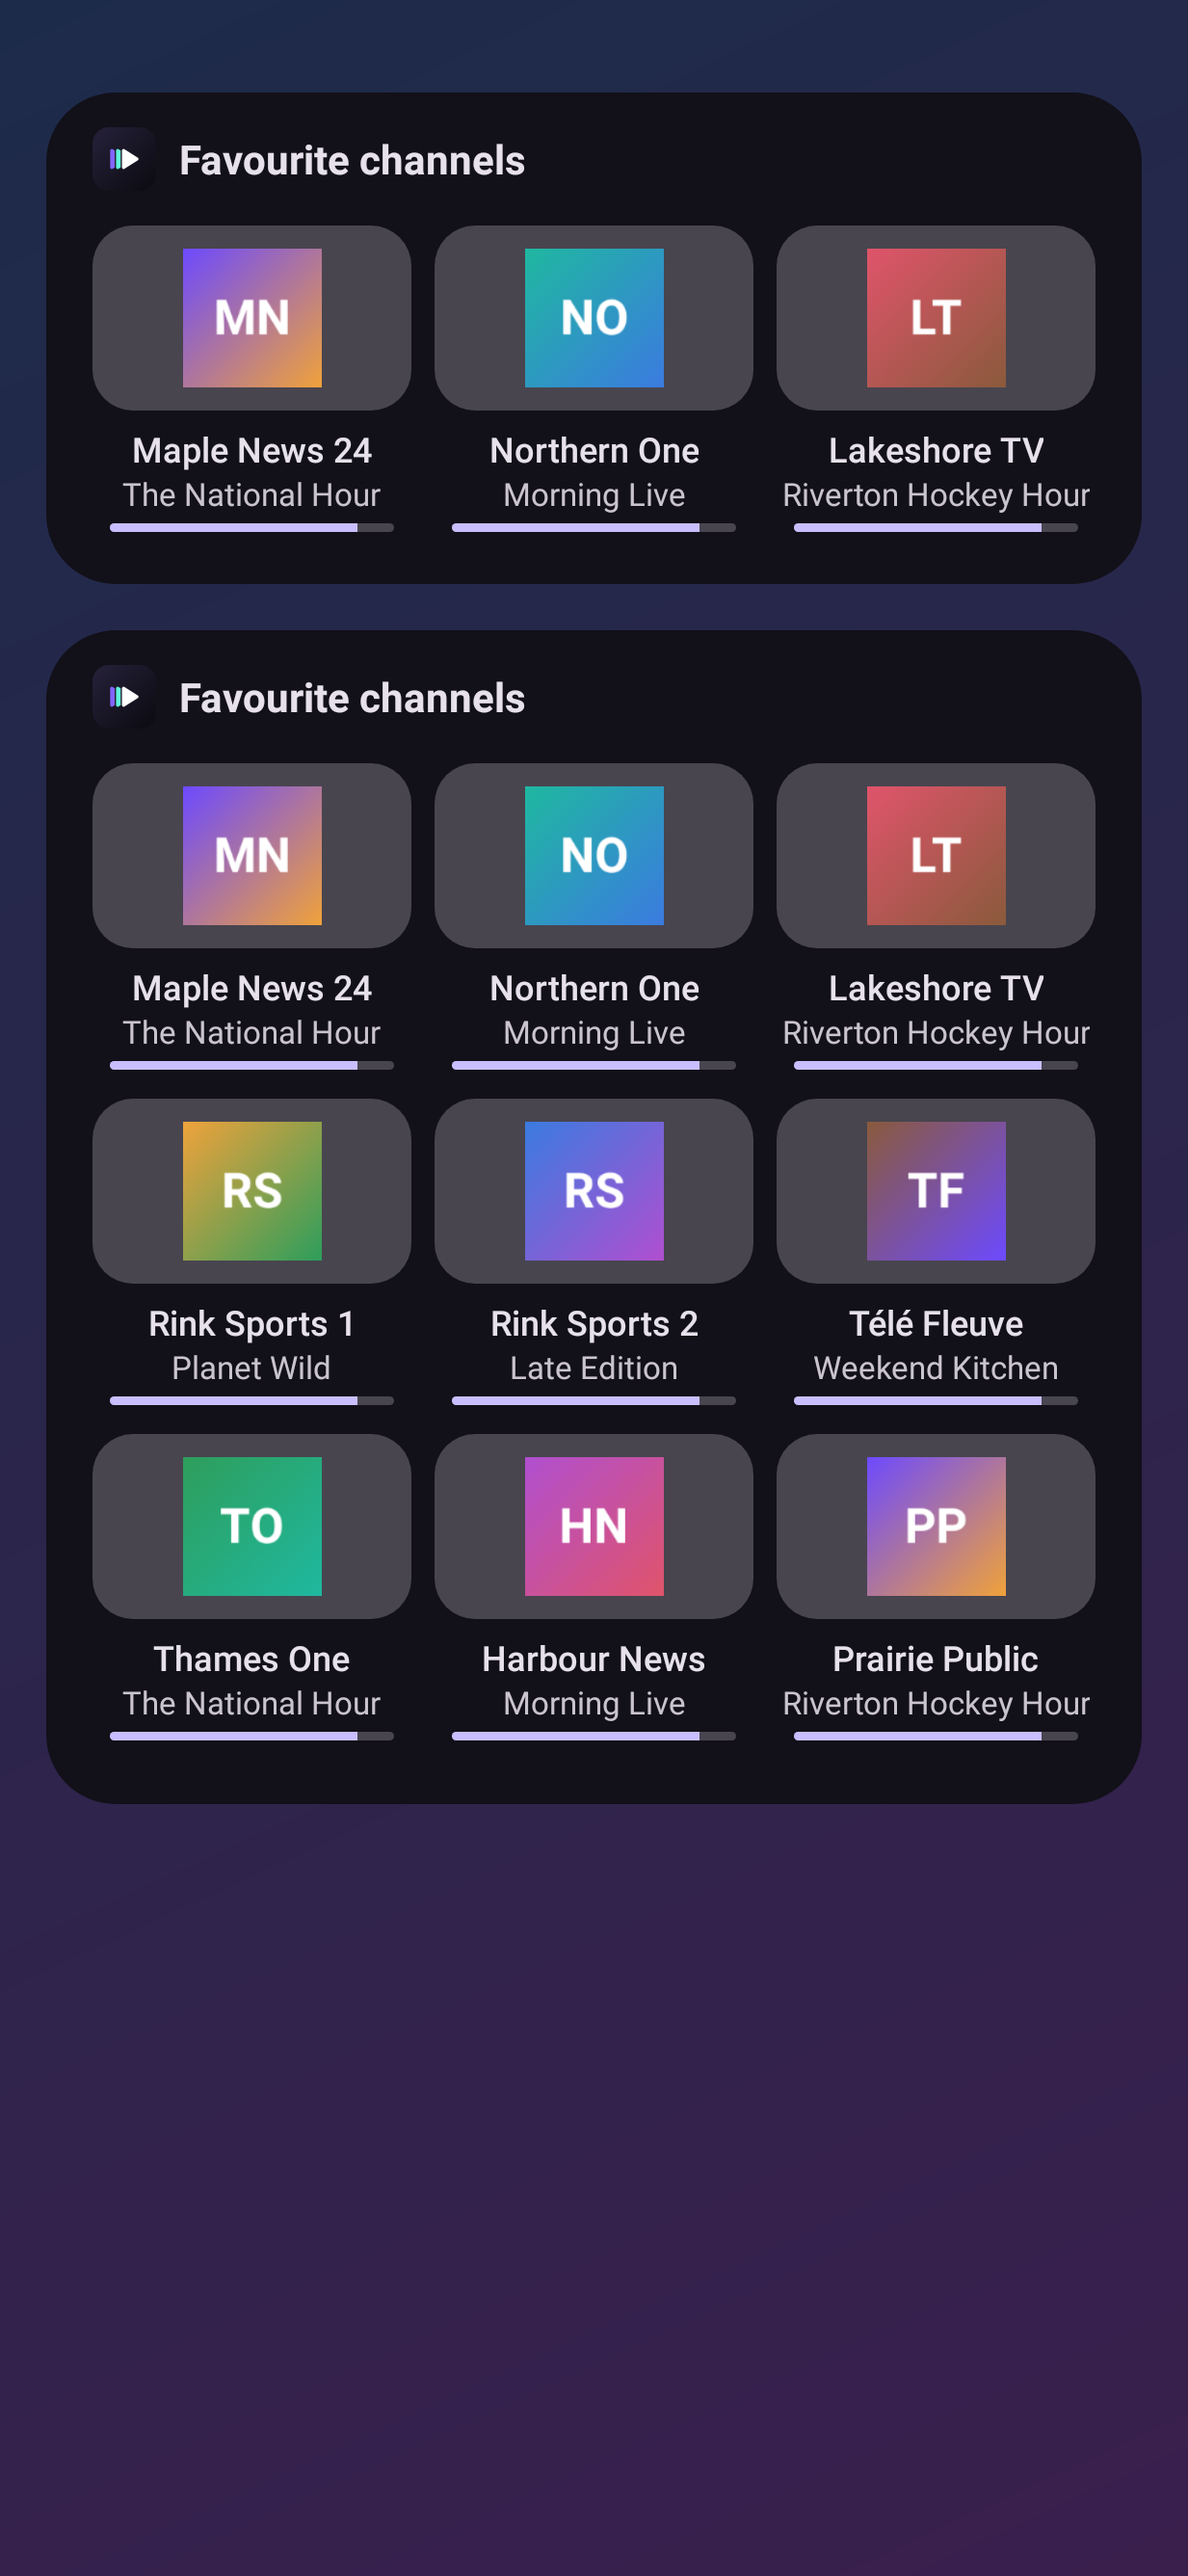 Favourite channels
MN NO LT
Maple News 24 Northern One Lakeshore TV
The National Hour Morning Live Riverton Hockey Hour
Favourite channels
MN NO LT
Maple News 24 Northern One Lakeshore TV
The National Hour Morning Live Riverton Hockey Hour
RS RS TF
Rink Sports 1 Rink Sports 2 Télé Fleuve
Planet Wild Late Edition Weekend Kitchen
TO HN PP
Thames One Harbour News Prairie Public
The National Hour Morning Live Riverton Hockey Hour